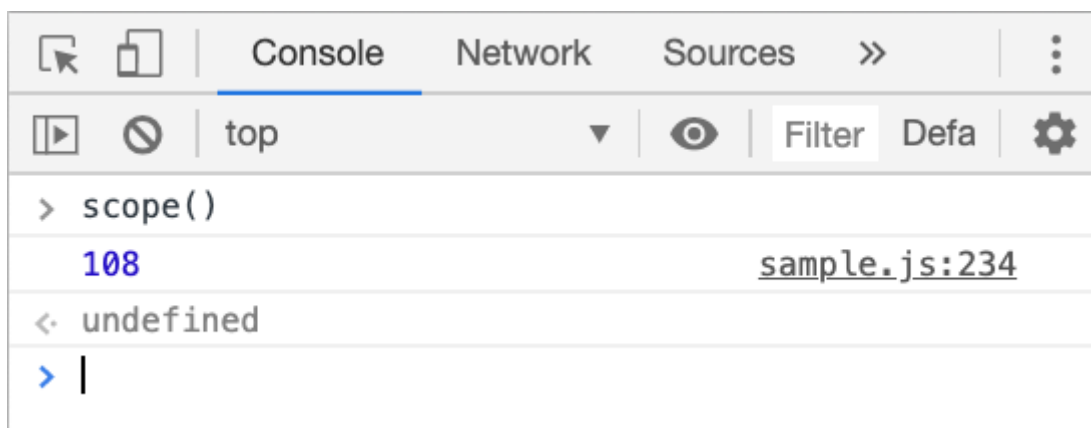 Console Network Sources »
top ▼ Filter Defa
> scope()
108 sample.js:234
<· undefined
>